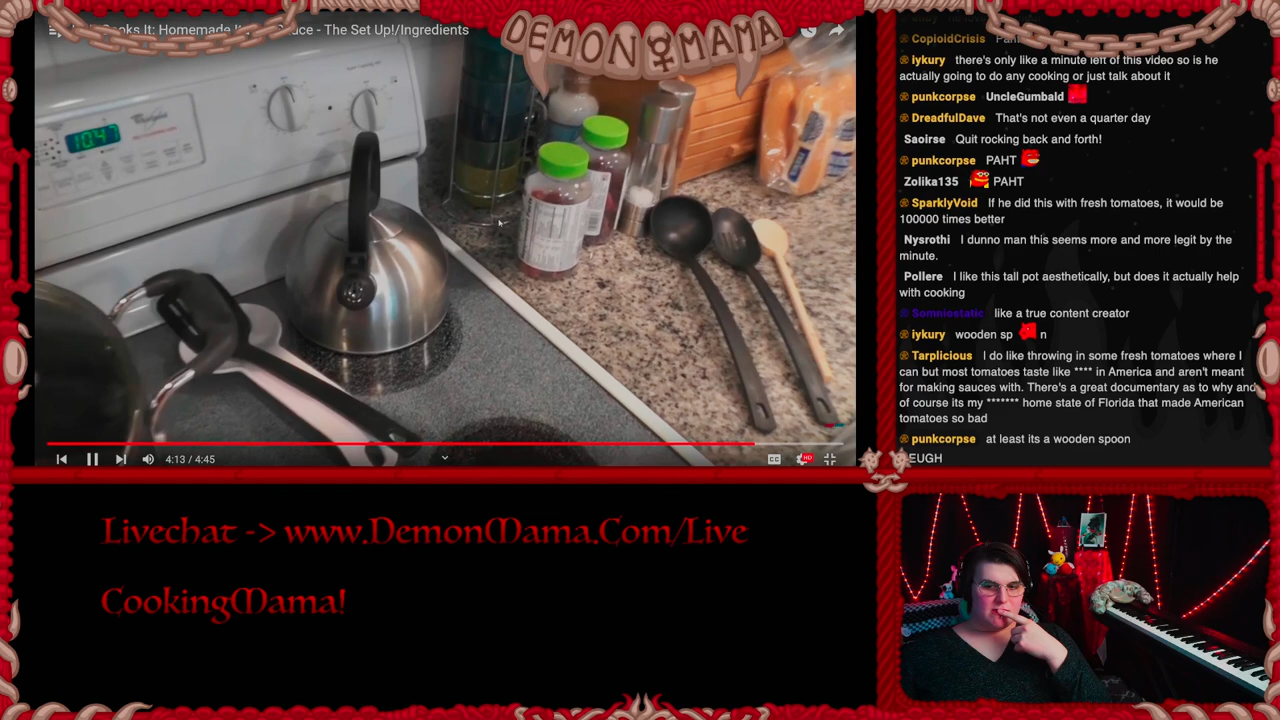 ooks It: Homemade
uce - The Set Up!/Ingredients
DEMON MAMA
10:47
Whirlpool
4:13 / 4:45
CC
HD
CopioidCrisis
iykury there's only like a minute left of this video so is he
actually going to do any cooking or just talk about it
punkcorpse UncleGumbald
DreadfulDave That's not even a quarter day
Saoirse Quit rocking back and forth!
punkcorpse PAHT
Zolika135 PAHT
SparklyVoid If he did this with fresh tomatoes, it would be
100000 times better
Nysrothi I dunno man this seems more and more legit by the
minute.
Pollere I like this tall pot aesthetically, but does it actually help
with cooking
Somniostatic like a true content creator
iykury wooden sp n
Tarplicious I do like throwing in some fresh tomatoes where I
can but most tomatoes taste like **** in America and aren't meant
for making sauces with. There's a great documentary as to why and
of course its my ******* home state of Florida that made American
tomatoes so bad
punkcorpse at least its a wooden spoon
EUGH
Livechat -> www.DemonMama.Com/Live
CookingMama!